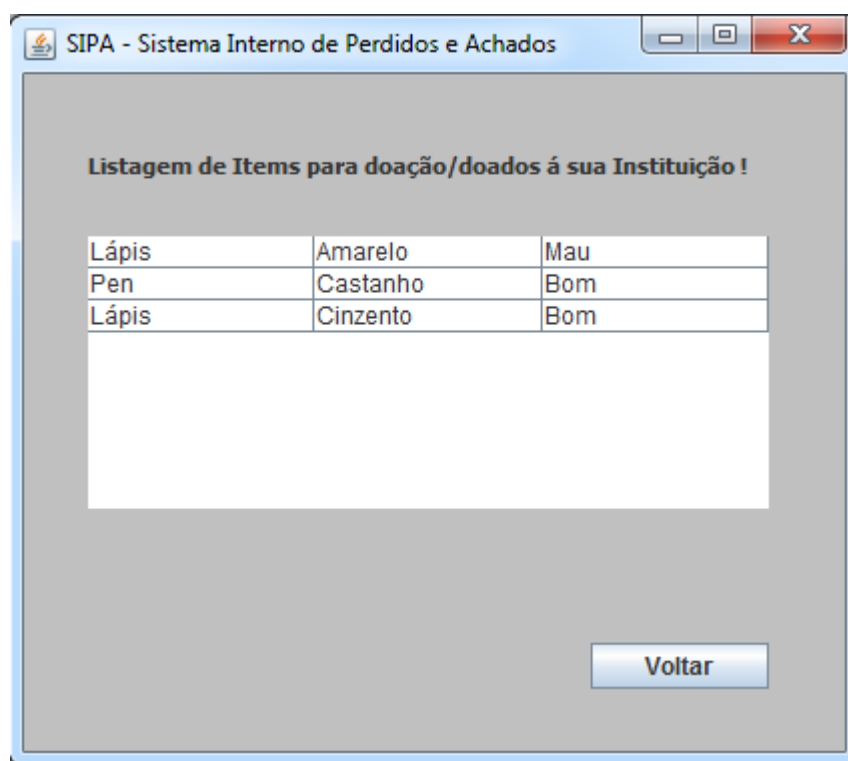 SIPA - Sistema Interno de Perdidos e Achados
Listagem de Items para doação/doados á sua Instituição !
Lápis Amarelo Mau
Pen Castanho Bom
Lápis Cinzento Bom
Voltar